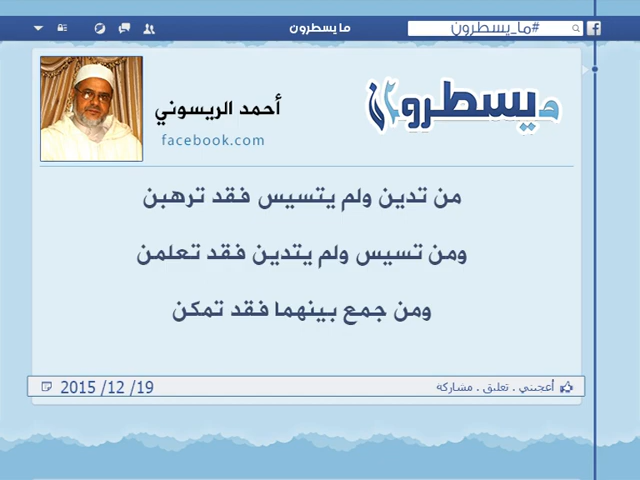 ما يسطرون
#ما_يسطرون
ما يسطرون
أحمد الريسوني
facebook.com
من تدين ولم يتسيس فقد ترهبن
ومن تسيس ولم يتدين فقد تعلمن
ومن جمع بينهما فقد تمكن
أعجبني . تعليق . مشاركة
2015 /12 /19